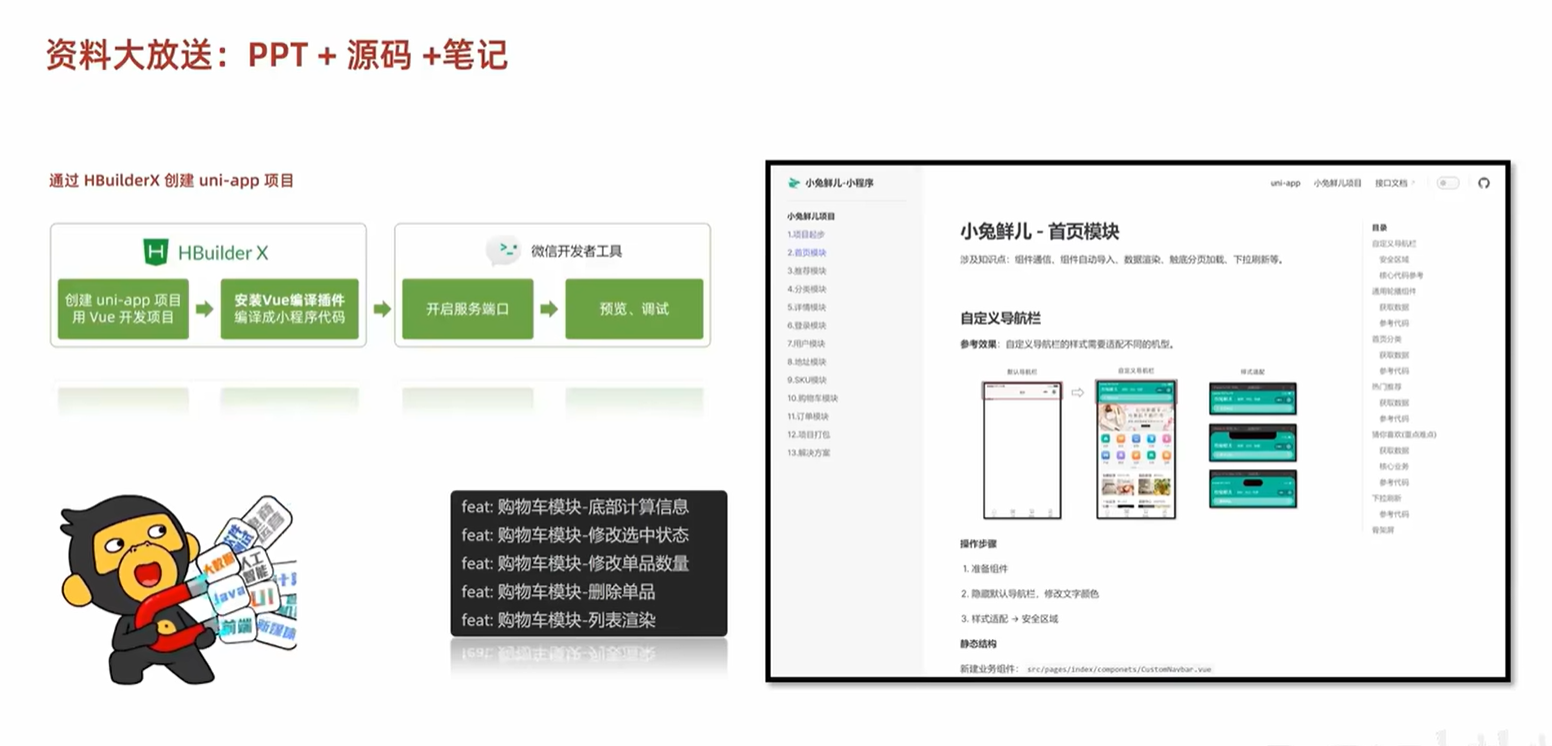 资料大放送：PPT + 源码 +笔记
通过 HBuilderX 创建 uni-app 项目
HBuilder X
创建 uni-app 项目
用 Vue 开发项目
安装Vue编译插件
编译成小程序代码
微信开发者工具
开启服务端口
预览、调试
大数据
人工
智能
java
UI
前端
新媒体
feat: 购物车模块-底部计算信息
feat: 购物车模块-修改选中状态
feat: 购物车模块-修改单品数量
feat: 购物车模块-删除单品
feat: 购物车模块-列表渲染
小兔鲜儿-小程序
uni-app 小兔鲜儿项目 接口文档
小兔鲜儿项目
1.项目起步
2.首页模块
3.推荐模块
4.分类模块
5.详情模块
6.登录模块
7.用户模块
8.地址模块
9.SKU模块
10.购物车模块
11.订单模块
12.项目打包
13.解决方案
小兔鲜儿 - 首页模块
涉及知识点：组件通信、组件自动导入、数据渲染、触底分页加载、下拉刷新等。
自定义导航栏
参考效果：自定义导航栏的样式需要适配不同的机型。
默认导航栏
自定义导航栏
样式适配
操作步骤
1. 准备组件
2. 隐藏默认导航栏，修改文字颜色
3. 样式适配 → 安全区域
静态结构
新建业务组件： src/pages/index/componets/CustomNavbar.vue
目录
自定义导航栏
安全区域
核心代码参考
通用轮播组件
获取数据
参考代码
首页分类
获取数据
参考代码
热门推荐
获取数据
参考代码
猜你喜欢(重点难点)
获取数据
核心业务
参考代码
下拉刷新
参考代码
骨架屏